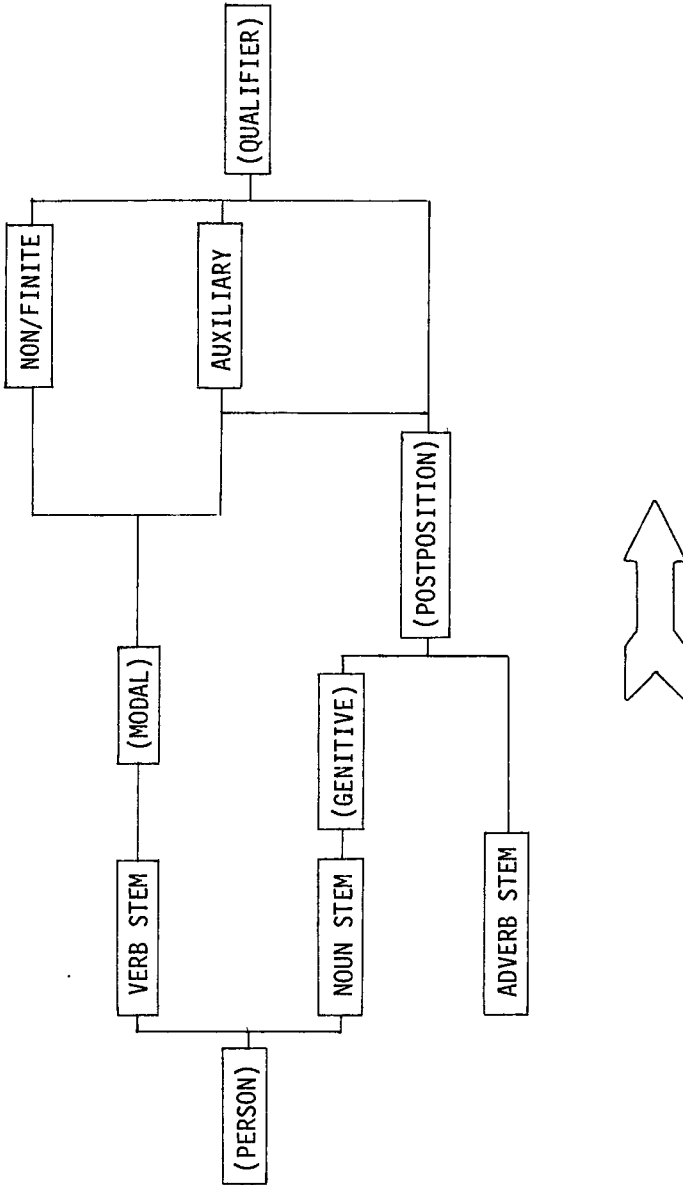 (PERSON)
VERB STEM
NOUN STEM
ADVERB STEM
(MODAL)
(GENITIVE)
(POSTPOSITION)
NON/FINITE
AUXILIARY
(QUALIFIER)